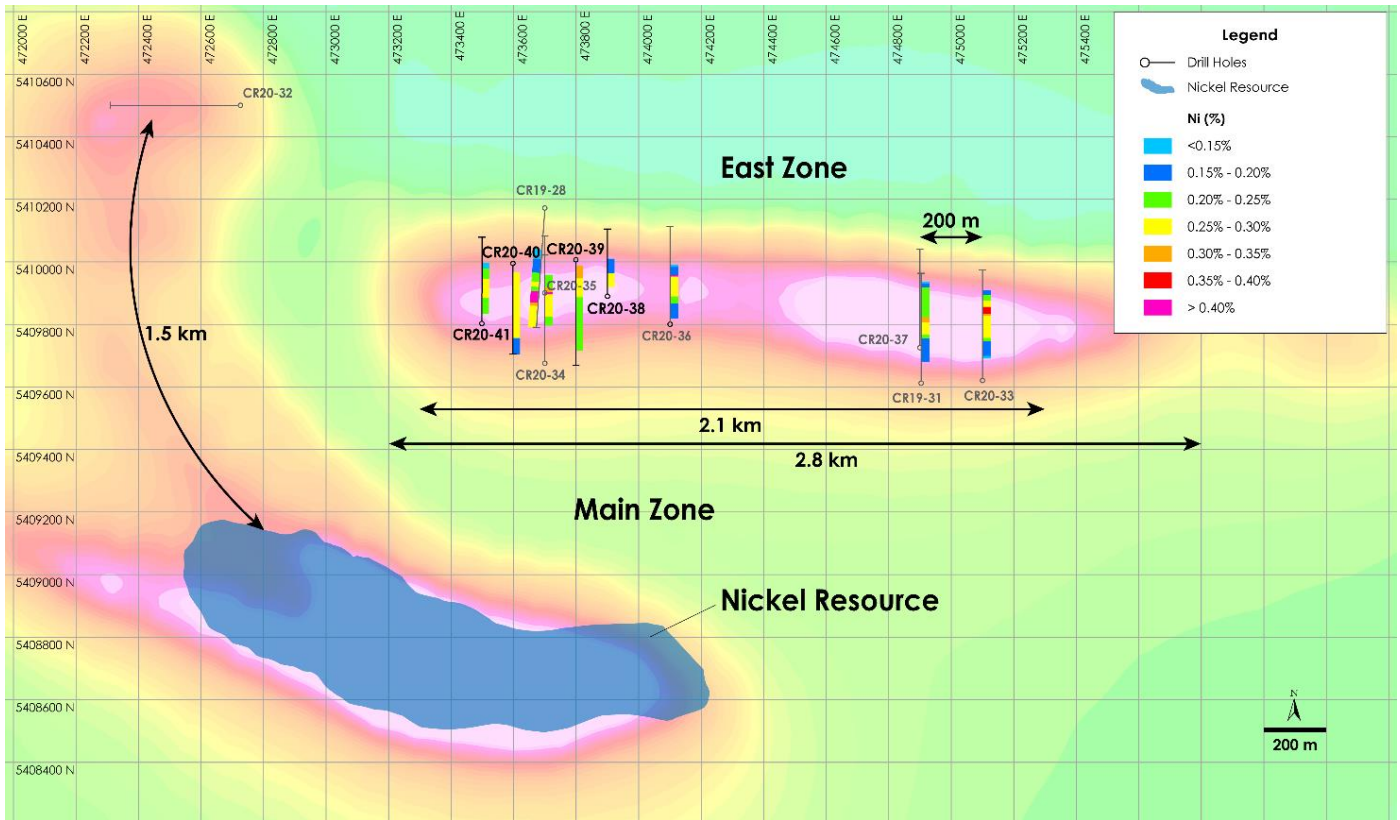 472000 E
472200 E
472400 E
472600 E
472800 E
473000 E
473200 E
473400 E
473600 E
473800 E
474000 E
474200 E
474400 E
474600 E
474800 E
475000 E
475200 E
475400 E
Legend
Drill Holes
Nickel Resource
Ni (%)
<0.15%
0.15% - 0.20%
0.20% - 0.25%
0.25% - 0.30%
0.30% - 0.35%
0.35% - 0.40%
> 0.40%
5410600 N
CR20-32
5410400 N
East Zone
CR19-28
5410200 N
200 m
CR20-40
CR20-39
5410000 N
CR20-35
CR20-38
5409800 N
1.5 km
CR20-41
CR20-36
CR20-37
CR20-34
5409600 N
CR19-31
CR20-33
2.1 km
5409400 N
2.8 km
5409200 N
Main Zone
5409000 N
Nickel Resource
5408800 N
5408600 N
N
200 m
5408400 N